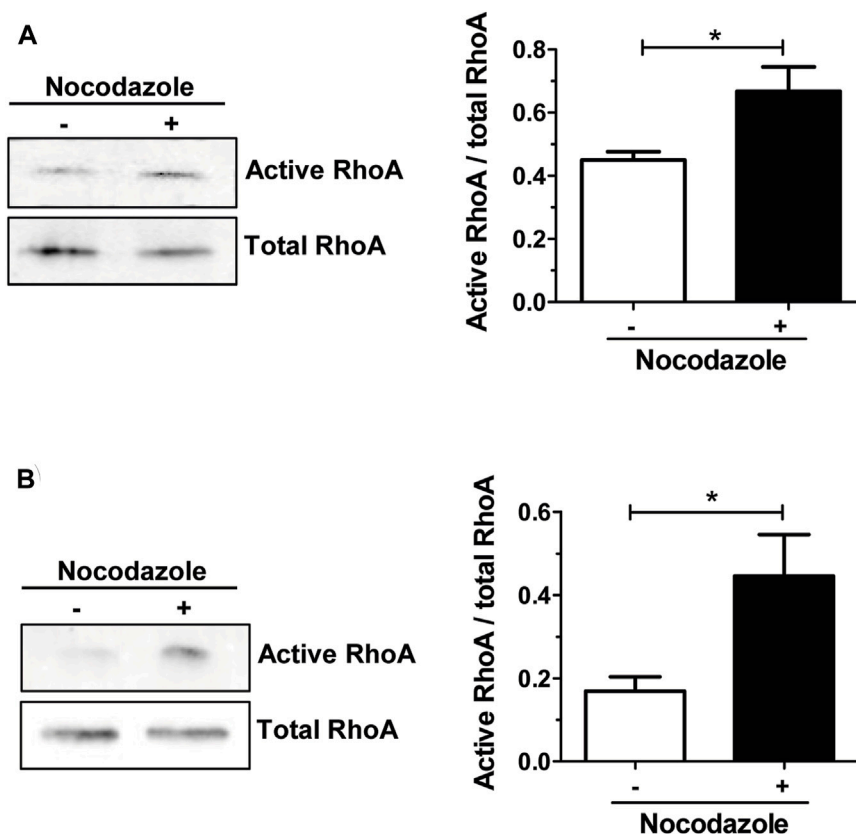 A
Nocodazole
- +
Active RhoA
Total RhoA
Active RhoA / total RhoA
0.8
0.6
0.4
0.2
0.0
*
- +
Nocodazole
B
Nocodazole
- +
Active RhoA
Total RhoA
Active RhoA / total RhoA
0.6
0.4
0.2
0.0
*
- +
Nocodazole